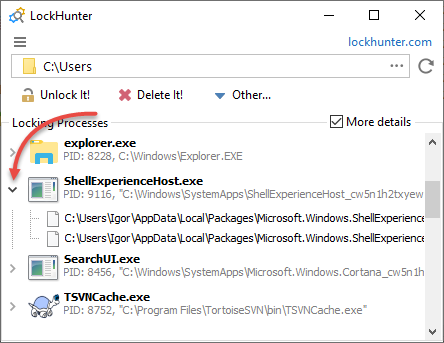 LockHunter
lockhunter.com
C:\Users
Unlock It! Delete It! Other...
Locking Processes More details
explorer.exe
PID: 8228, C:\Windows\Explorer.EXE
ShellExperienceHost.exe
PID: 9116, "C:\Windows\SystemApps\ShellExperienceHost_cw5n1h2txyew
C:\Users\Igor\AppData\Local\Packages\Microsoft.Windows.ShellExperience
C:\Users\Igor\AppData\Local\Packages\Microsoft.Windows.ShellExperience
SearchUI.exe
PID: 8456, "C:\Windows\SystemApps\Microsoft.Windows.Cortana_cw5n1h
TSVNCache.exe
PID: 8752, "C:\Program Files\TortoiseSVN\bin\TSVNCache.exe"